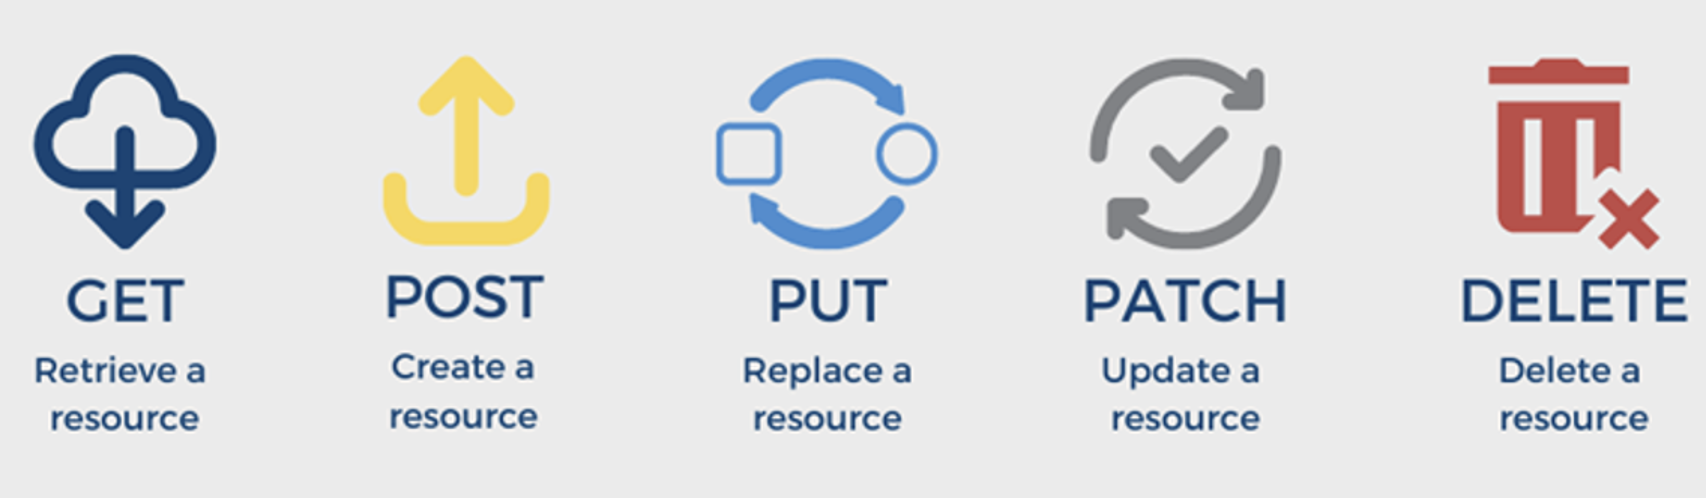 GET
Retrieve a
resource
POST
Create a
resource
PUT
Replace a
resource
PATCH
Update a
resource
DELETE
Delete a
resource